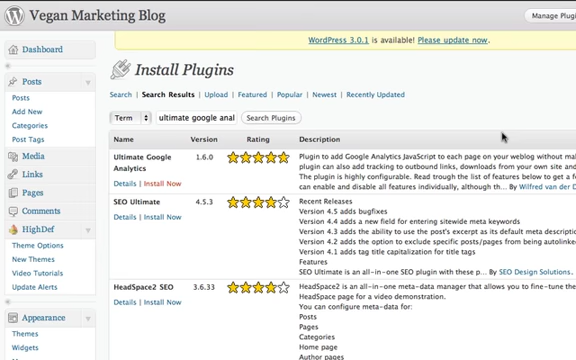 Vegan Marketing Blog
Manage Plugi
WordPress 3.0.1 is available! Please update now.
Dashboard
Posts
Posts
Add New
Categories
Post Tags
Media
Links
Pages
Comments
HighDef
Theme Options
New Themes
Video Tutorials
Update Alerts
Appearance
Themes
Widgets
Install Plugins
Search | Search Results | Upload | Featured | Popular | Newest | Recently Updated
Term ultimate google anal Search Plugins
Name Version Rating Description
Ultimate Google Analytics 1.6.0
Details | Install Now
Plugin to add Google Analytics JavaScript to each page on your weblog without mal
plugin can also add tracking to outbound links, downloads from your own site and
The plugin is highly configurable. Read trough the list of features below to get a f
can enable and disable all features individually, although th... By Wilfred van der D
SEO Ultimate 4.5.3
Details | Install Now
Recent Releases
Version 4.5 adds bugfixes
Version 4.4 adds a new field for entering sitewide meta keywords
Version 4.3 adds the ability to use the post's excerpt as its default meta descriptio
Version 4.2 adds the option to exclude specific posts/pages from being autolinke
Version 4.1 adds tag title capitalization for title tags
Features
SEO Ultimate is an all-in-one SEO plugin with these p... By SEO Design Solutions.
HeadSpace2 SEO 3.6.33
Details | Install Now
HeadSpace2 is an all-in-one meta-data manager that allows you to fine-tune the
HeadSpace page for a video demonstration.
You can configure meta-data for:
Posts
Pages
Categories
Home page
Author pages